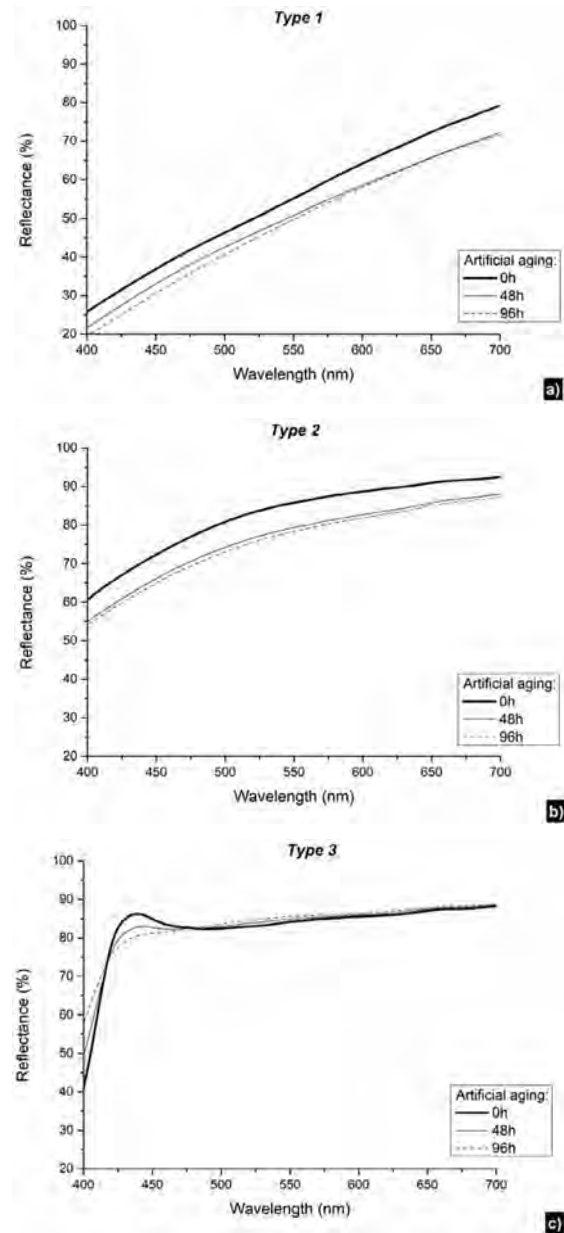 Type 1
100
90
80
70
60
50
40
30
20
Reflectance (%)
400 450 500 550 600 650 700
Wavelength (nm)
Artificial aging:
0h
48h
96h
a)
Type 2
100
90
80
70
60
50
40
30
20
Reflectance (%)
400 450 500 550 600 650 700
Wavelength (nm)
Artificial aging:
0h
48h
96h
b)
Type 3
100
90
80
70
60
50
40
30
20
Reflectance (%)
400 450 500 550 600 650 700
Wavelength (nm)
Artificial aging:
0h
48h
96h
c)